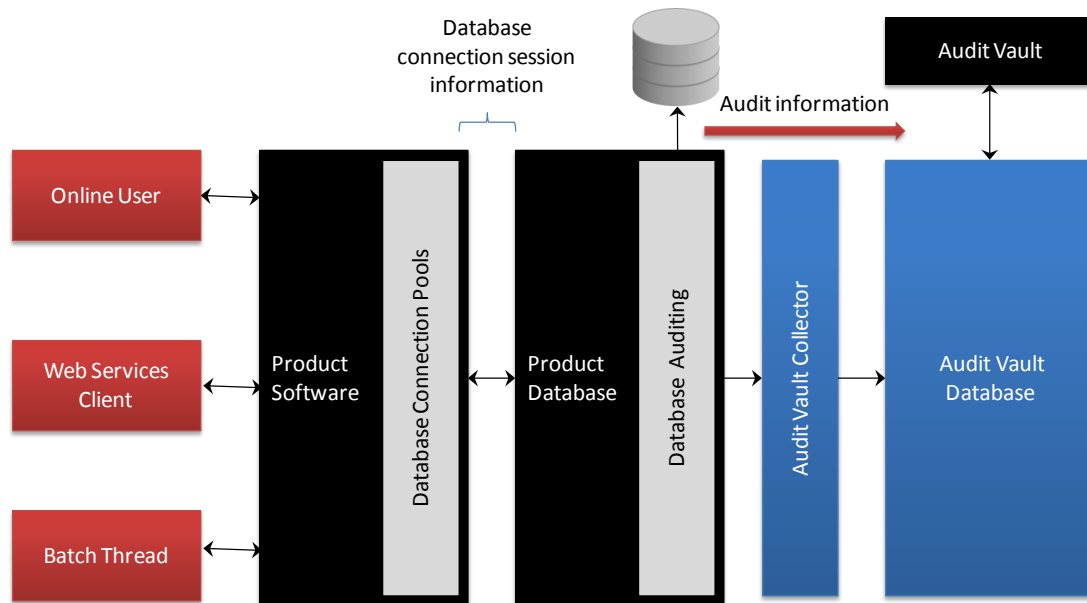 Database
connection session
information
Audit Vault
Audit information
Online User
Web Services
Client
Batch Thread
Product
Software
Database Connection Pools
Product
Database
Database Auditing
Audit Vault Collector
Audit Vault
Database